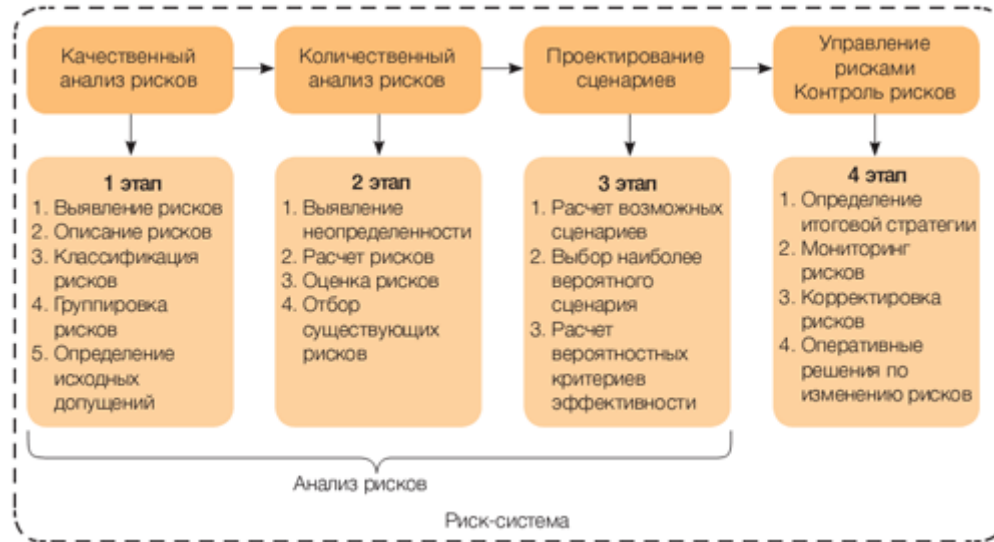 Качественный
анализ рисков
Количественный
анализ рисков
Проектирование
сценариев
Управление
рисками
Контроль рисков
1 этап
1. Выявление рисков
2. Описание рисков
3. Классификация
рисков
4. Группировка
рисков
5. Определение
исходных
допущений
2 этап
1. Выявление
неопределенности
2. Расчет рисков
3. Оценка рисков
4. Отбор
существующих
рисков
3 этап
1. Расчет возможных
сценариев
2. Выбор наиболее
вероятного
сценария
3. Расчет
вероятностных
критериев
эффективности
4 этап
1. Определение
итоговой стратегии
2. Мониторинг
рисков
3. Корректировка
рисков
4. Оперативные
решения по
изменению рисков
Анализ рисков
Риск-система